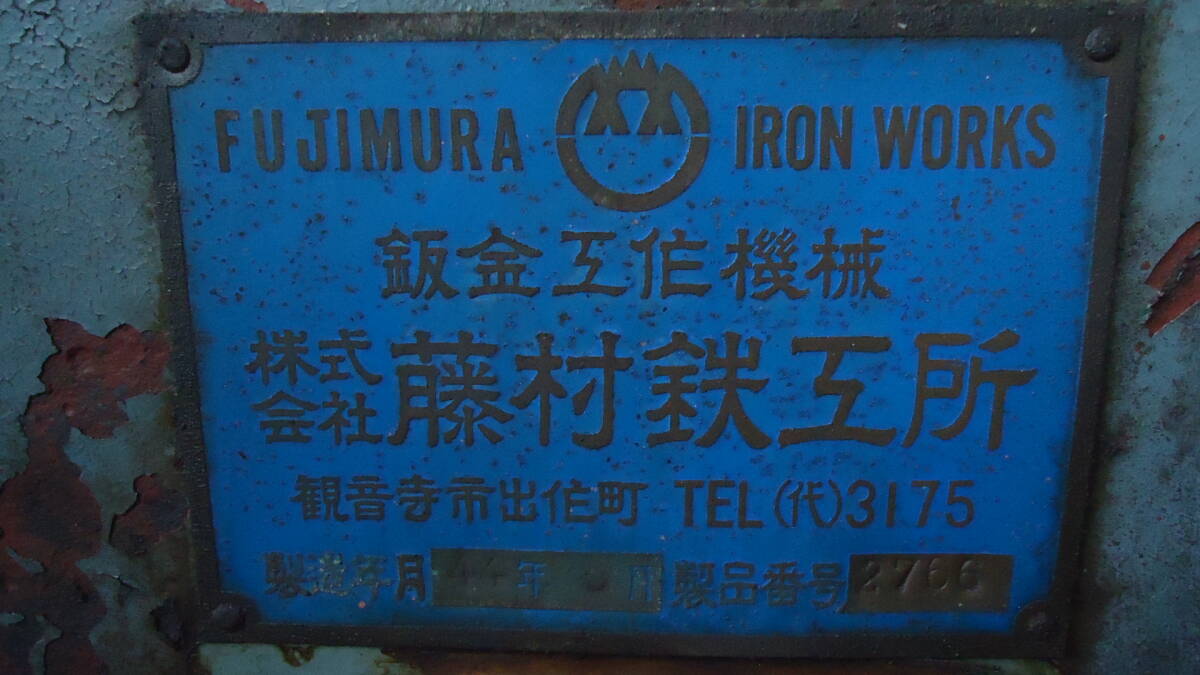 FUJIMURA IRON WORKS
鈑金工作機械
株式会社 藤村鉄工所
観音寺市出作町 TEL(代)3175
製造年月 年 月 製品番号 2766